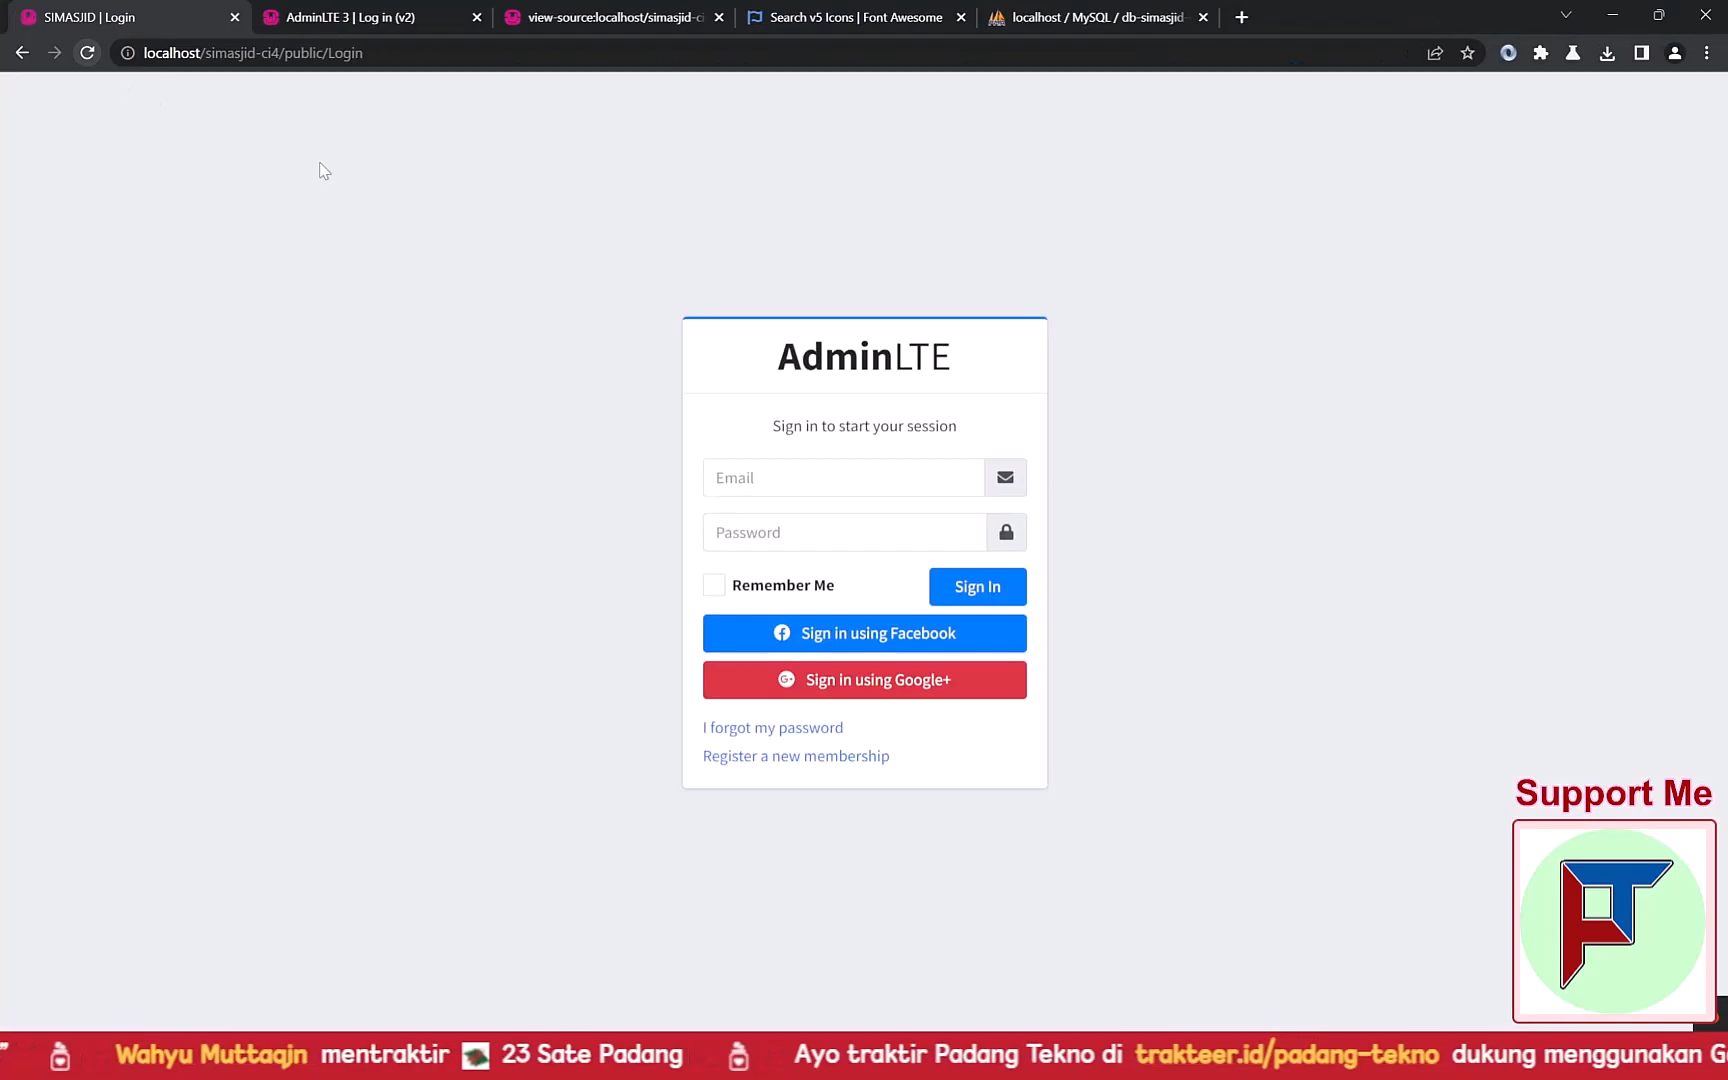 SIMASJID | Login
AdminLTE 3 | Log in (v2)
view-source:localhost/simasjid-ci
Search v5 Icons | Font Awesome
localhost / MySQL / db-simasjid-
localhost/simasjid-ci4/public/Login
AdminLTE
Sign in to start your session
Email
Password
Remember Me
Sign In
Sign in using Facebook
Sign in using Google+
I forgot my password
Register a new membership
Support Me
" Wahyu Muttaqin mentraktir 23 Sate Padang Ayo traktir Padang Tekno di trakteer.id/padang-tekno dukung menggunakan G